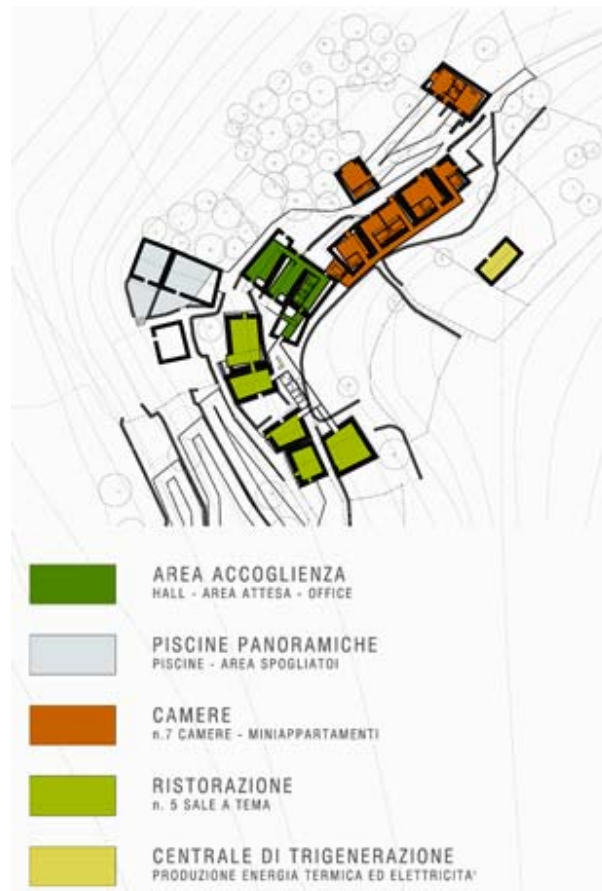 AREA ACCOGLIENZA
HALL - AREA ATTESA - OFFICE
PISCINE PANORAMICHE
PISCINE - AREA SPOGLIATOI
CAMERE
n.7 CAMERE - MINIAPPARTAMENTI
RISTORAZIONE
n. 5 SALE A TEMA
CENTRALE DI TRIGENERAZIONE
PRODUZIONE ENERGIA TERMICA ED ELETTRICITA'